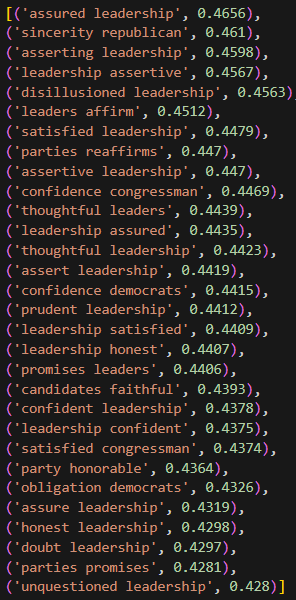 [('assured leadership', 0.4656),
('sincerity republican', 0.461),
('asserting leadership', 0.4598),
('leadership assertive', 0.4567),
('disillusioned leadership', 0.4563),
('leaders affirm', 0.4512),
('satisfied leadership', 0.4479),
('parties reaffirms', 0.447),
('assertive leadership', 0.447),
('confidence congressman', 0.4469),
('thoughtful leaders', 0.4439),
('leadership assured', 0.4435),
('thoughtful leadership', 0.4423),
('assert leadership', 0.4419),
('confidence democrats', 0.4415),
('prudent leadership', 0.4412),
('leadership satisfied', 0.4409),
('leadership honest', 0.4407),
('promises leaders', 0.4406),
('candidates faithful', 0.4393),
('confident leadership', 0.4378),
('leadership confident', 0.4375),
('satisfied congressman', 0.4374),
('party honorable', 0.4364),
('obligation democrats', 0.4326),
('assure leadership', 0.4319),
('honest leadership', 0.4298),
('doubt leadership', 0.4297),
('parties promises', 0.4281),
('unquestioned leadership', 0.428)]